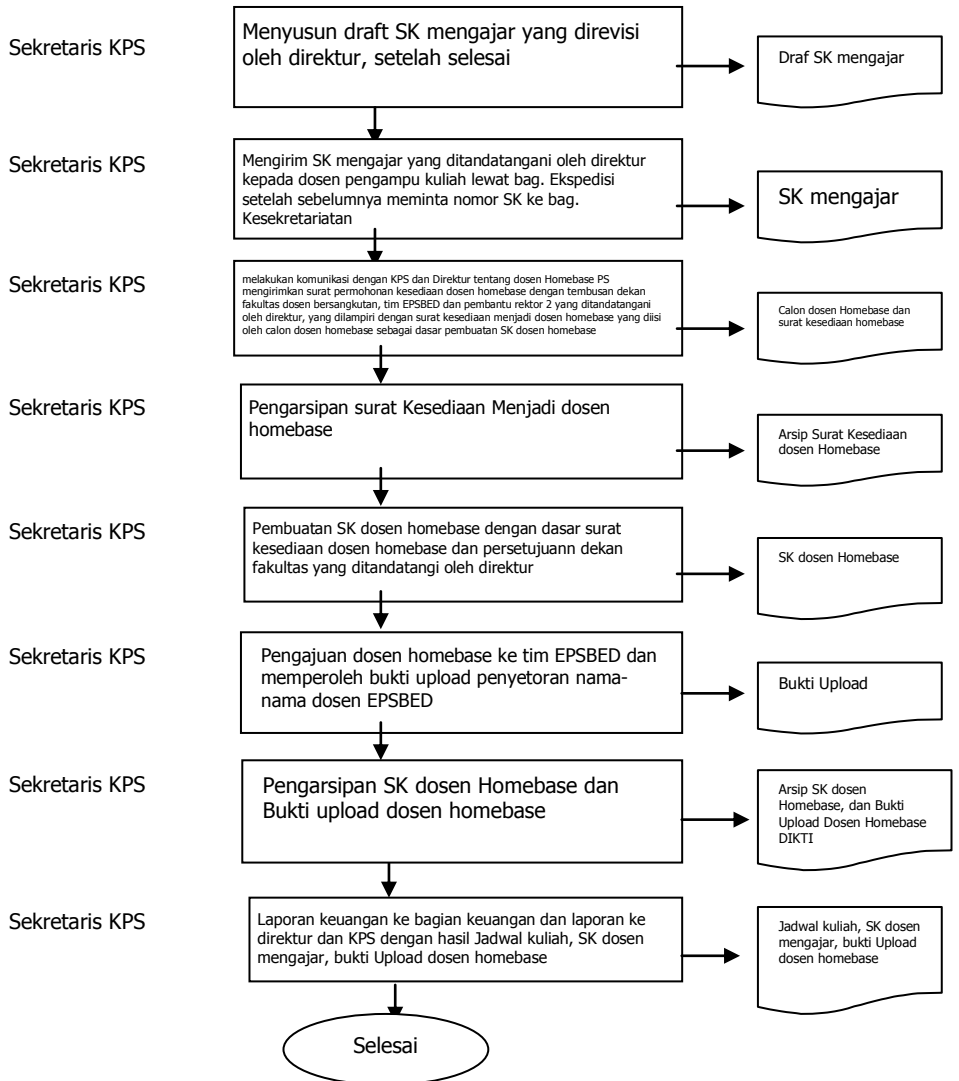 Sekretaris KPS
Menyusun draft SK mengajar yang direvisi
oleh direktur, setelah selesai
Draf SK mengajar
Sekretaris KPS
Mengirim SK mengajar yang ditandatangani oleh direktur
kepada dosen pengampu kuliah lewat bag. Ekspedisi
setelah sebelumnya meminta nomor SK ke bag.
Kesekretariatan
SK mengajar
Sekretaris KPS
melakukan komunikasi dengan KPS dan Direktur tentang dosen Homebase PS
mengirimkan surat permohonan kesediaan dosen homebase dengan tembusan dekan
fakultas dosen bersangkutan, tim EPSBED dan pembantu rektor 2 yang ditandatangani
oleh direktur, yang dilampiri dengan surat kesediaan menjadi dosen homebase yang diisi
oleh calon dosen homebase sebagai dasar pembuatan SK dosen homebase
Calon dosen Homebase dan
surat kesediaan homebase
Sekretaris KPS
Pengarsipan surat Kesediaan Menjadi dosen
homebase
Arsip Surat Kesediaan
dosen Homebase
Sekretaris KPS
Pembuatan SK dosen homebase dengan dasar surat
kesediaan dosen homebase dan persetujuann dekan
fakultas yang ditandatangi oleh direktur
SK dosen Homebase
Sekretaris KPS
Pengajuan dosen homebase ke tim EPSBED dan
memperoleh bukti upload penyetoran nama-
nama dosen EPSBED
Bukti Upload
Sekretaris KPS
Pengarsipan SK dosen Homebase dan
Bukti upload dosen homebase
Arsip SK dosen
Homebase, dan Bukti
Upload Dosen Homebase
DIKTI
Sekretaris KPS
Laporan keuangan ke bagian keuangan dan laporan ke
direktur dan KPS dengan hasil Jadwal kuliah, SK dosen
mengajar, bukti Upload dosen homebase
Jadwal kuliah, SK dosen
mengajar, bukti Upload
dosen homebase
Selesai